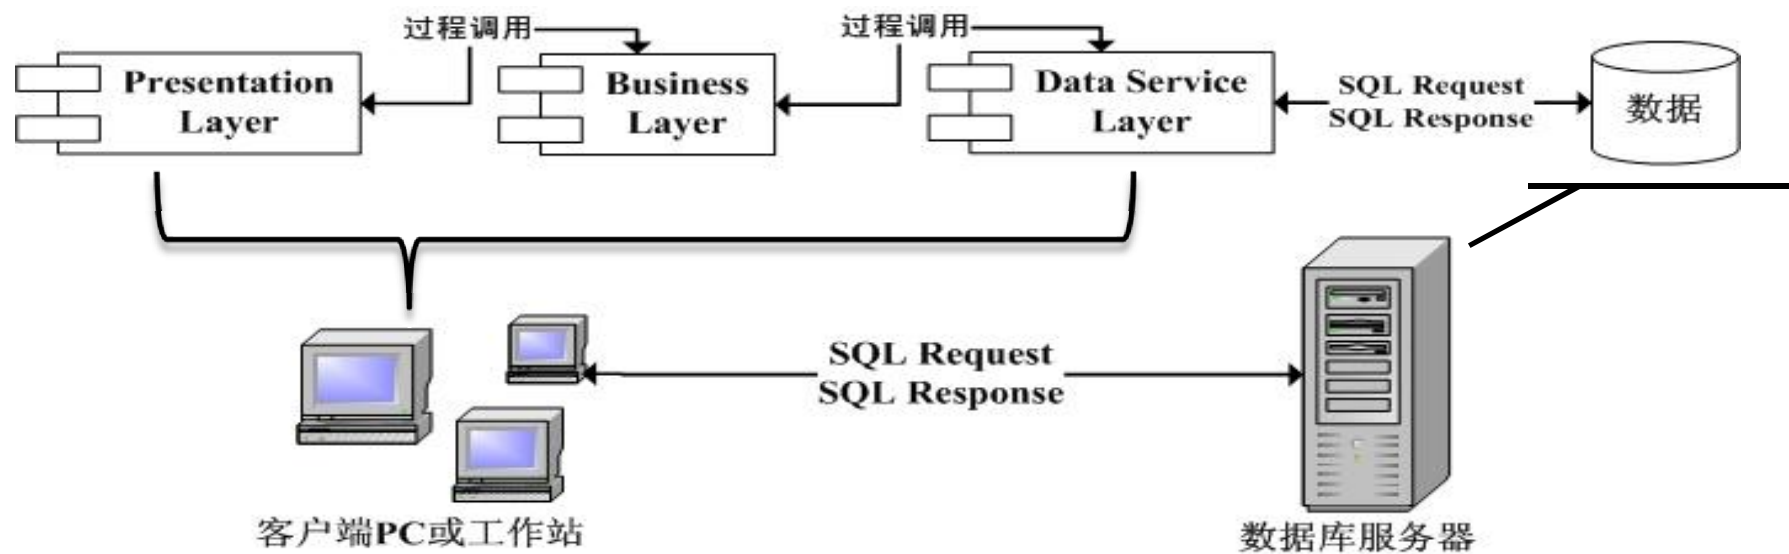 过程调用
过程调用
Presentation
Layer
Business
Layer
Data Service
Layer
SQL Request
SQL Response
数据
SQL Request
SQL Response
客户端PC或工作站
数据库服务器